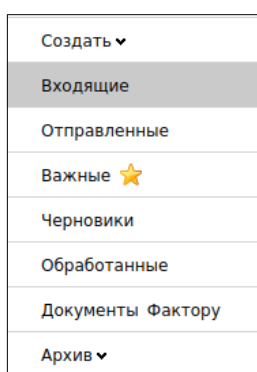 Создать
Входящие
Отправленные
Важные
Черновики
Обработанные
Документы Фактору
Архив